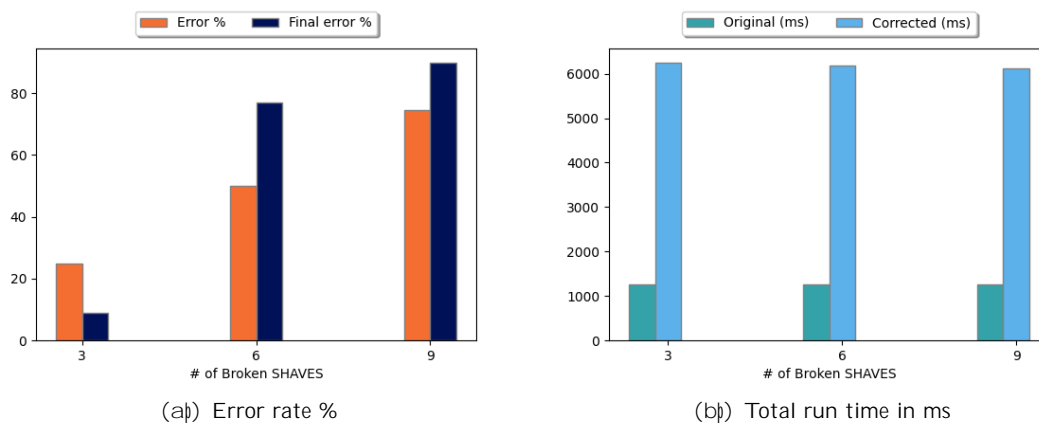 Error % Final error %
80
60
40
20
0
3 6 9
# of Broken SHAVES
(a) Error rate %
Original (ms) Corrected (ms)
6000
5000
4000
3000
2000
1000
0
3 6 9
# of Broken SHAVES
(b) Total run time in ms